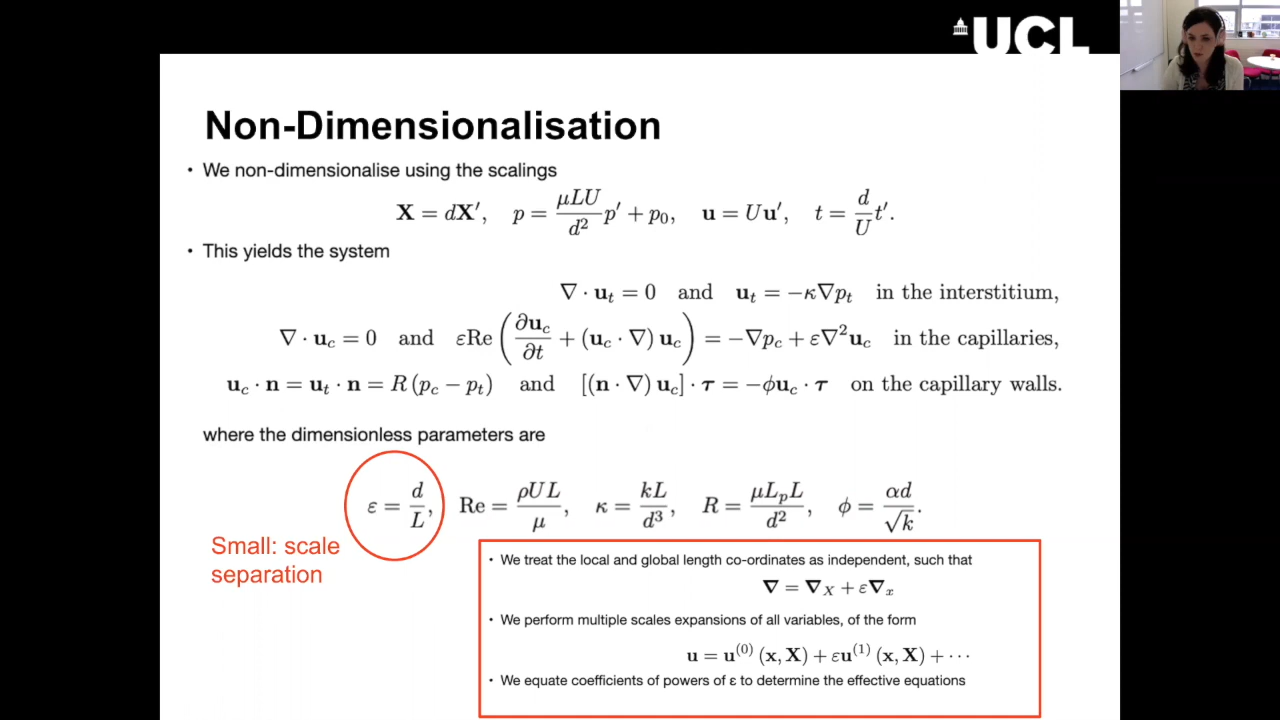 UCL
Non-Dimensionalisation
• We non-dimensionalise using the scalings
X = dX′, p = μLU/d² p′ + p₀, u = Uu′, t = d/U t′.
• This yields the system
∇ · uₜ = 0 and uₜ = −κ∇pₜ in the interstitium,
∇ · u_c = 0 and εRe (∂u_c/∂t + (u_c · ∇) u_c) = −∇p_c + ε∇²u_c in the capillaries,
u_c · n = uₜ · n = R (p_c − pₜ) and [(n · ∇) u_c] · τ = −ϕu_c · τ on the capillary walls.
where the dimensionless parameters are
ε = d/L, Re = ρUL/μ, κ = kL/d³, R = μL_pL/d², ϕ = αd/√k.
Small: scale
separation
• We treat the local and global length co-ordinates as independent, such that
∇ = ∇_X + ε∇_x
• We perform multiple scales expansions of all variables, of the form
u = u⁽⁰⁾ (x, X) + εu⁽¹⁾ (x, X) + ⋯
• We equate coefficients of powers of ε to determine the effective equations